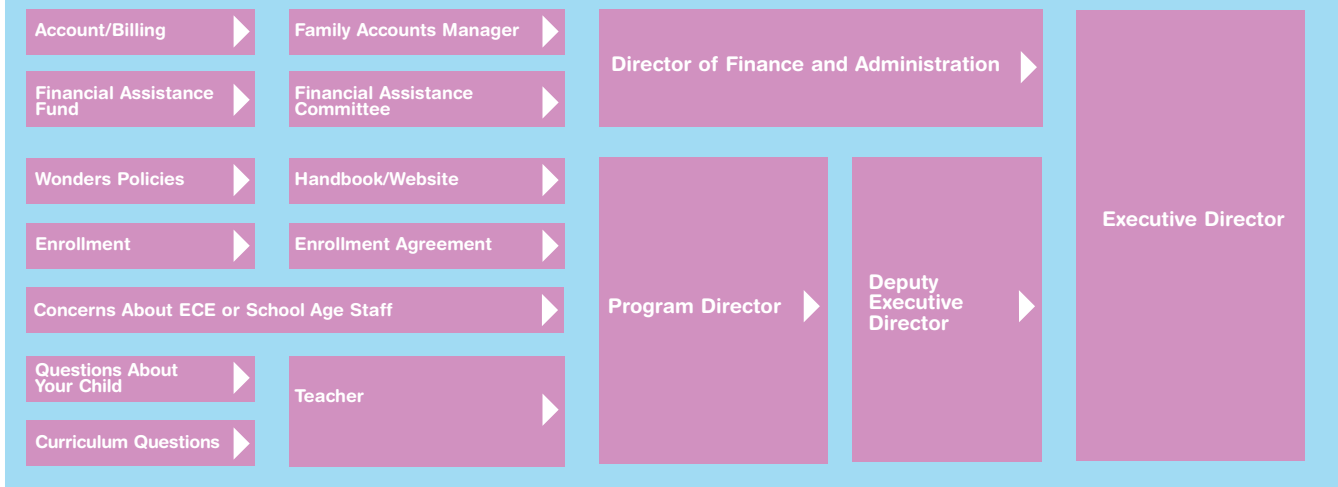 Account/Billing
Family Accounts Manager
Director of Finance and Administration
Financial Assistance
Fund
Financial Assistance
Committee
Wonders Policies
Handbook/Website
Executive Director
Enrollment
Enrollment Agreement
Concerns About ECE or School Age Staff
Program Director
Deputy
Executive
Director
Questions About
Your Child
Teacher
Curriculum Questions